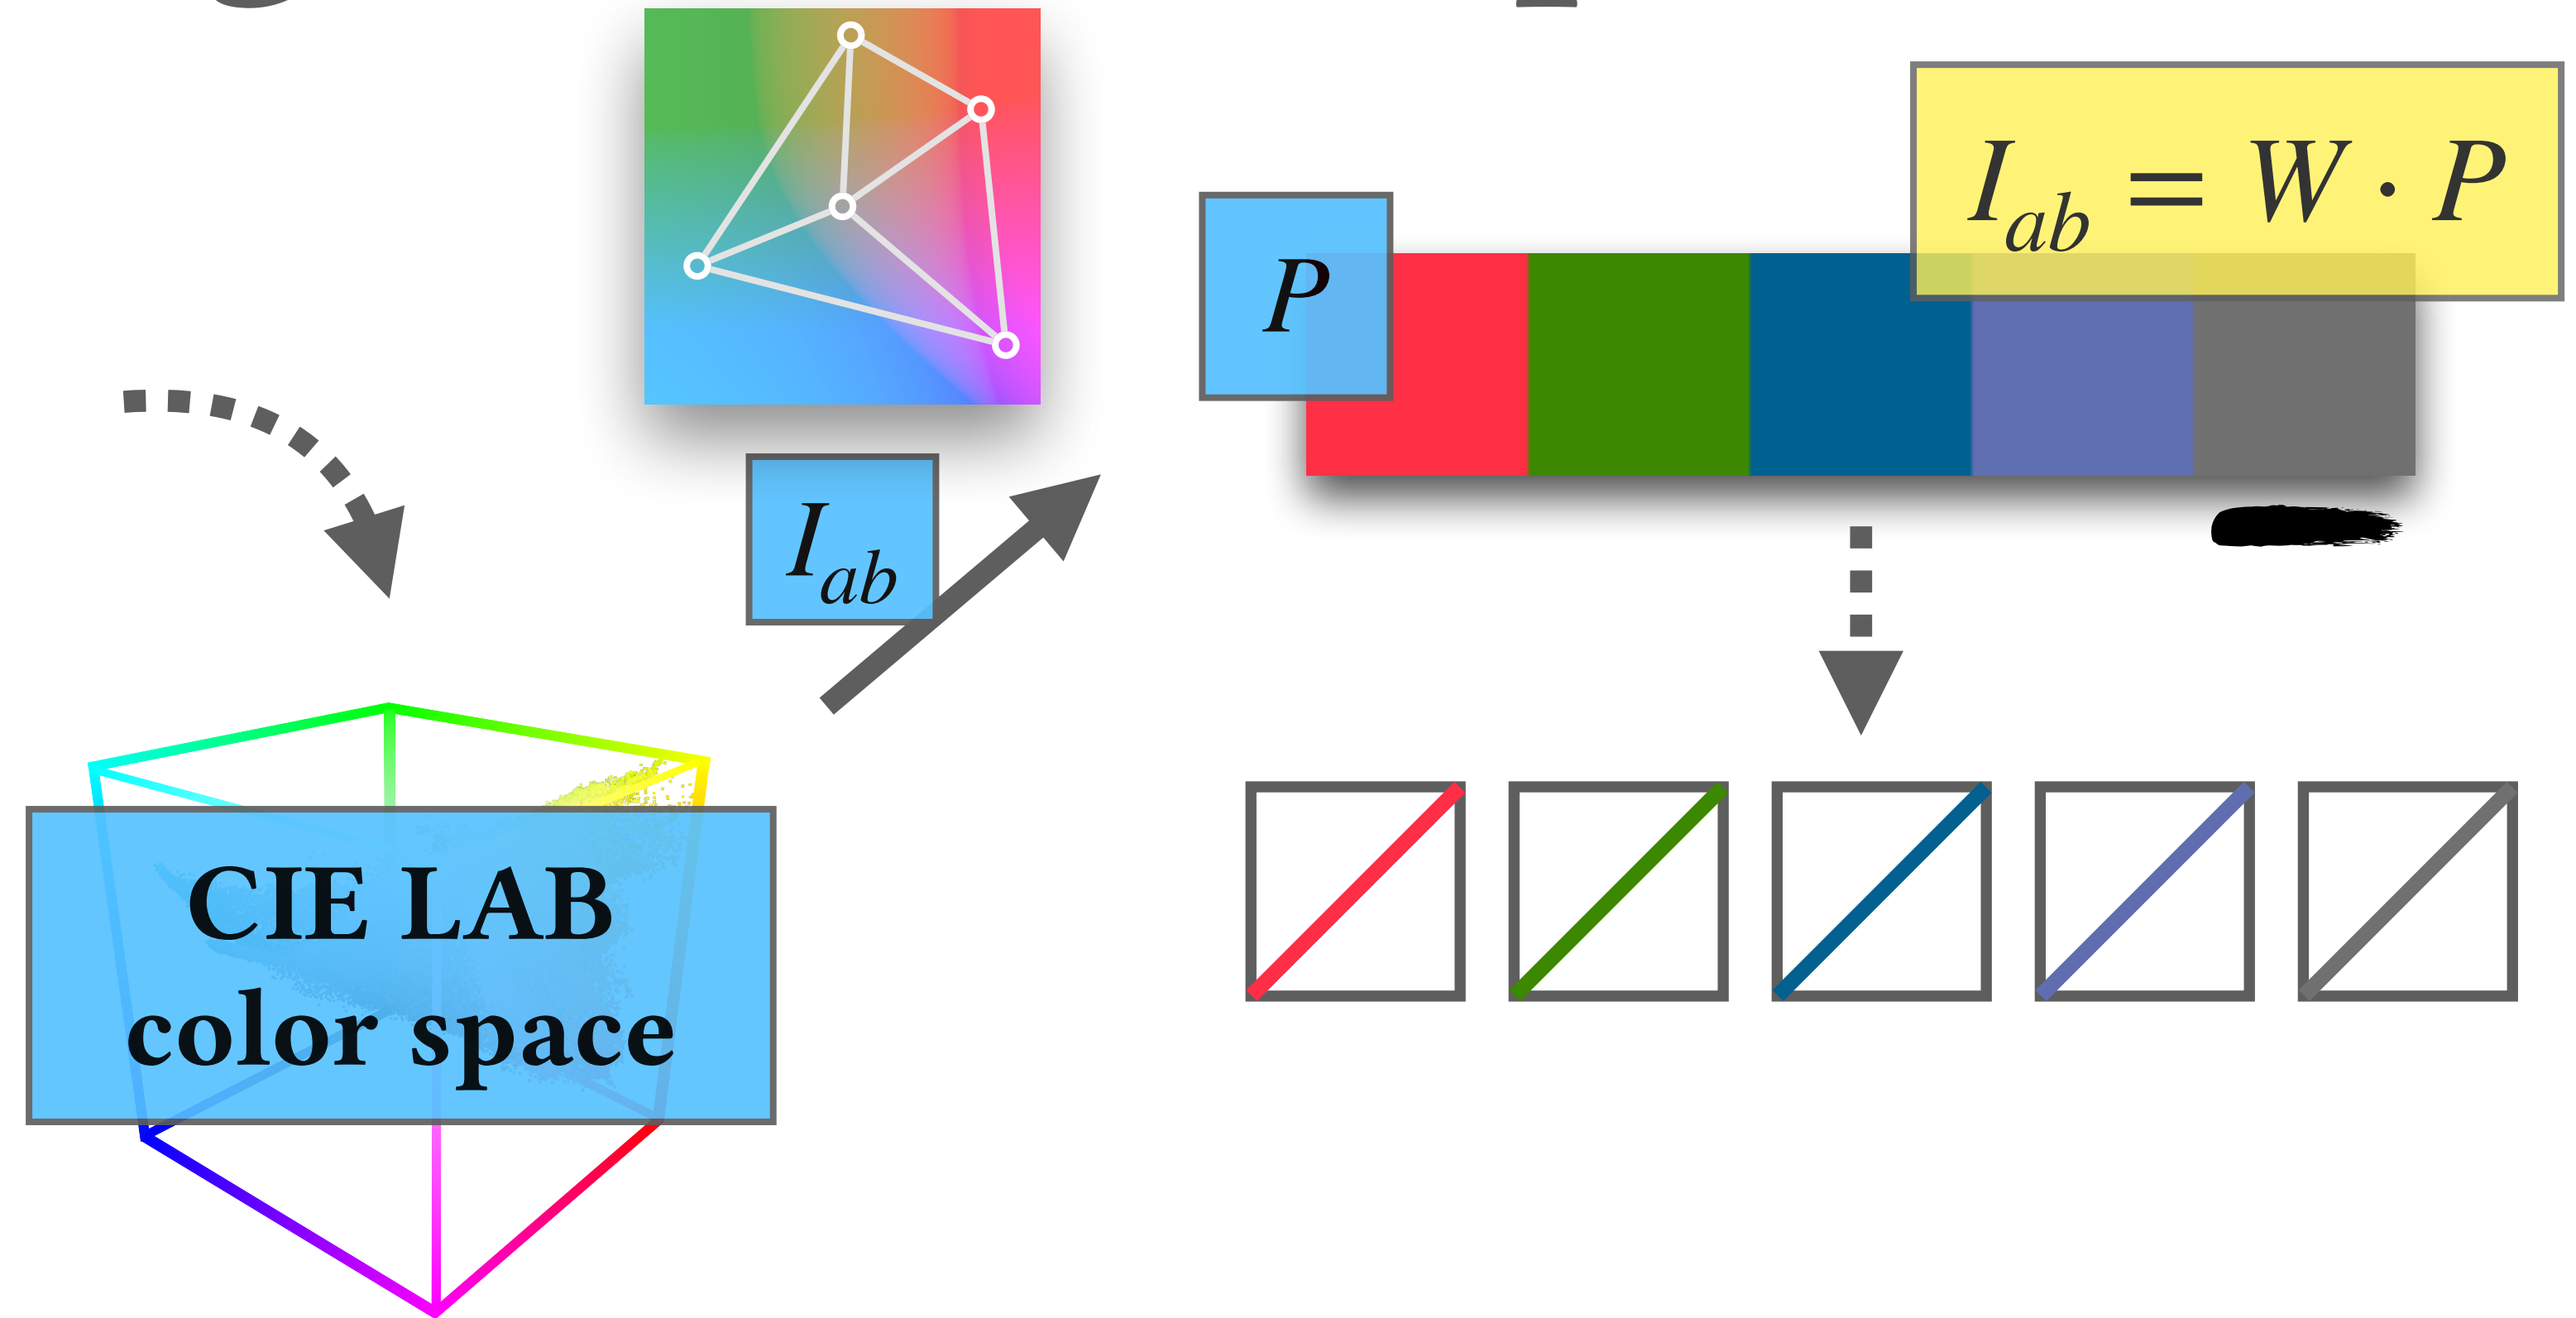 I_ab = W · P
P
I_ab
CIE LAB
color space